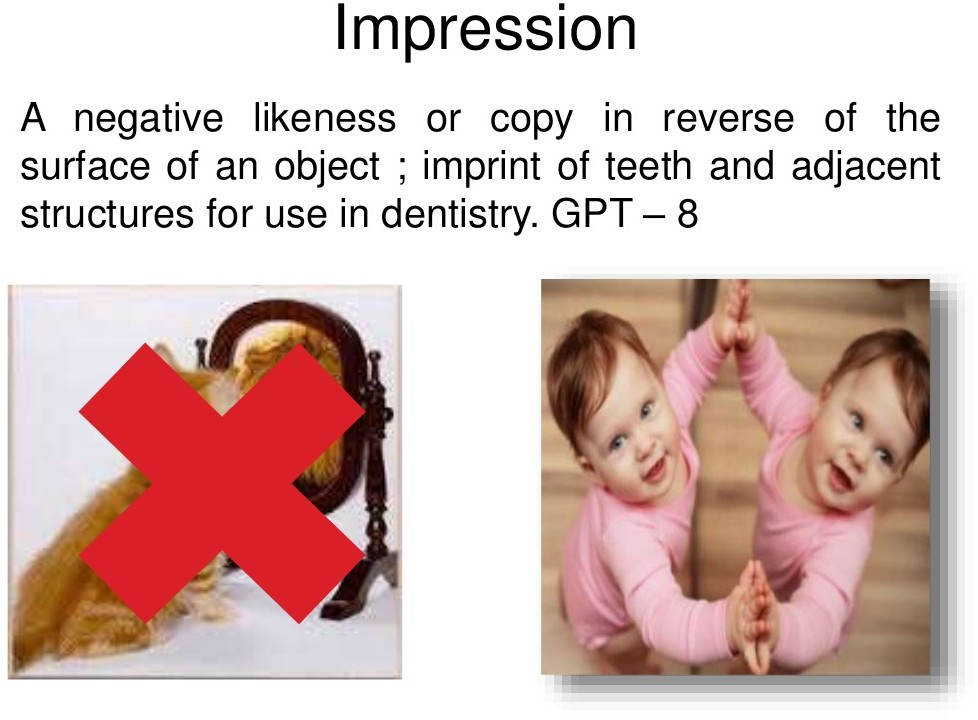 Impression
A negative likeness or copy in reverse of the
surface of an object ; imprint of teeth and adjacent
structures for use in dentistry. GPT – 8